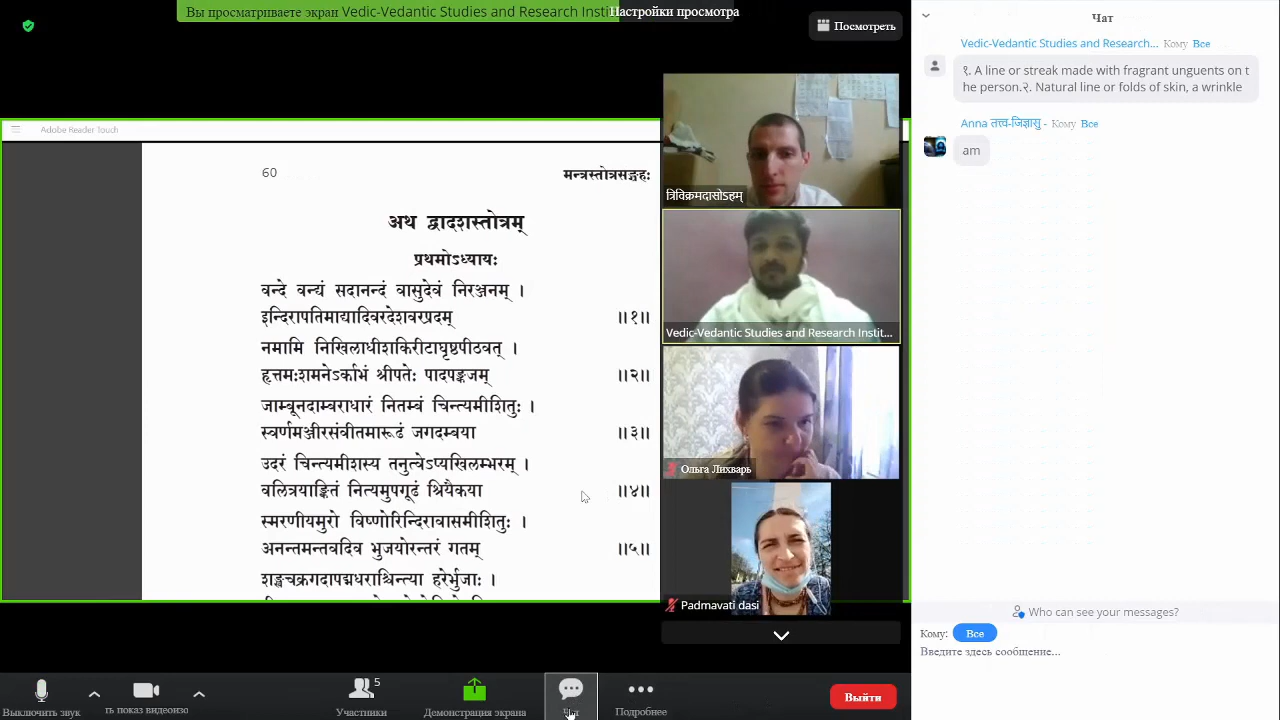 Вы просматриваете экран Vedic-Vedantic Studies and Research Insti
Настройки просмотра
Посмотреть
Adobe Reader Touch
60
मन्त्रस्तोत्रसङ्ग्रहः
अथ द्वादशस्तोत्रम्
प्रथमोऽध्यायः
वन्दे वन्द्यं सदानन्दं वासुदेवं निरञ्जनम् ।
इन्दिरापतिमाद्यादिवरदेशवरप्रदम् ॥१॥
नमामि निखिलाधीशकिरीटाघृष्टपीठवत् ।
हृत्तमःशमनेऽर्काभं श्रीपतेः पादपङ्कजम् ॥२॥
जाम्बूनदाम्बराधारं नितम्बं चिन्त्यमीशितुः ।
स्वर्णमञ्जीरसंवीतमारूढं जगदम्बया ॥३॥
उदरं चिन्त्यमीशस्य तनुत्वेऽप्यखिलम्भरम् ।
वलित्रयाङ्कितं नित्यमुपगूढं श्रियैकया ॥४॥
स्मरणीयमुरो विष्णोरिन्दिरावासमीशितुः ।
अनन्तमन्तवदिव भुजयोरन्तरं गतम् ॥५॥
शङ्खचक्रगदापद्मधराश्चिन्त्या हरेर्भुजाः ।
त्रिविक्रमदासोऽहम्
Vedic-Vedantic Studies and Research Instit...
Ольга Лихварь
Padmavati dasi
Чат
Vedic-Vedantic Studies and Research... Кому Все
१. A line or streak made with fragrant unguents on t
he person.२. Natural line or folds of skin, a wrinkle
Anna तत्त्व-जिज्ञासु - Кому Все
am
Who can see your messages?
Кому: Все
Введите здесь сообщение...
Выключить звук
ть показ видеоизо
5
Участники
Демонстрация экрана
Чат
Подробнее
Выйти